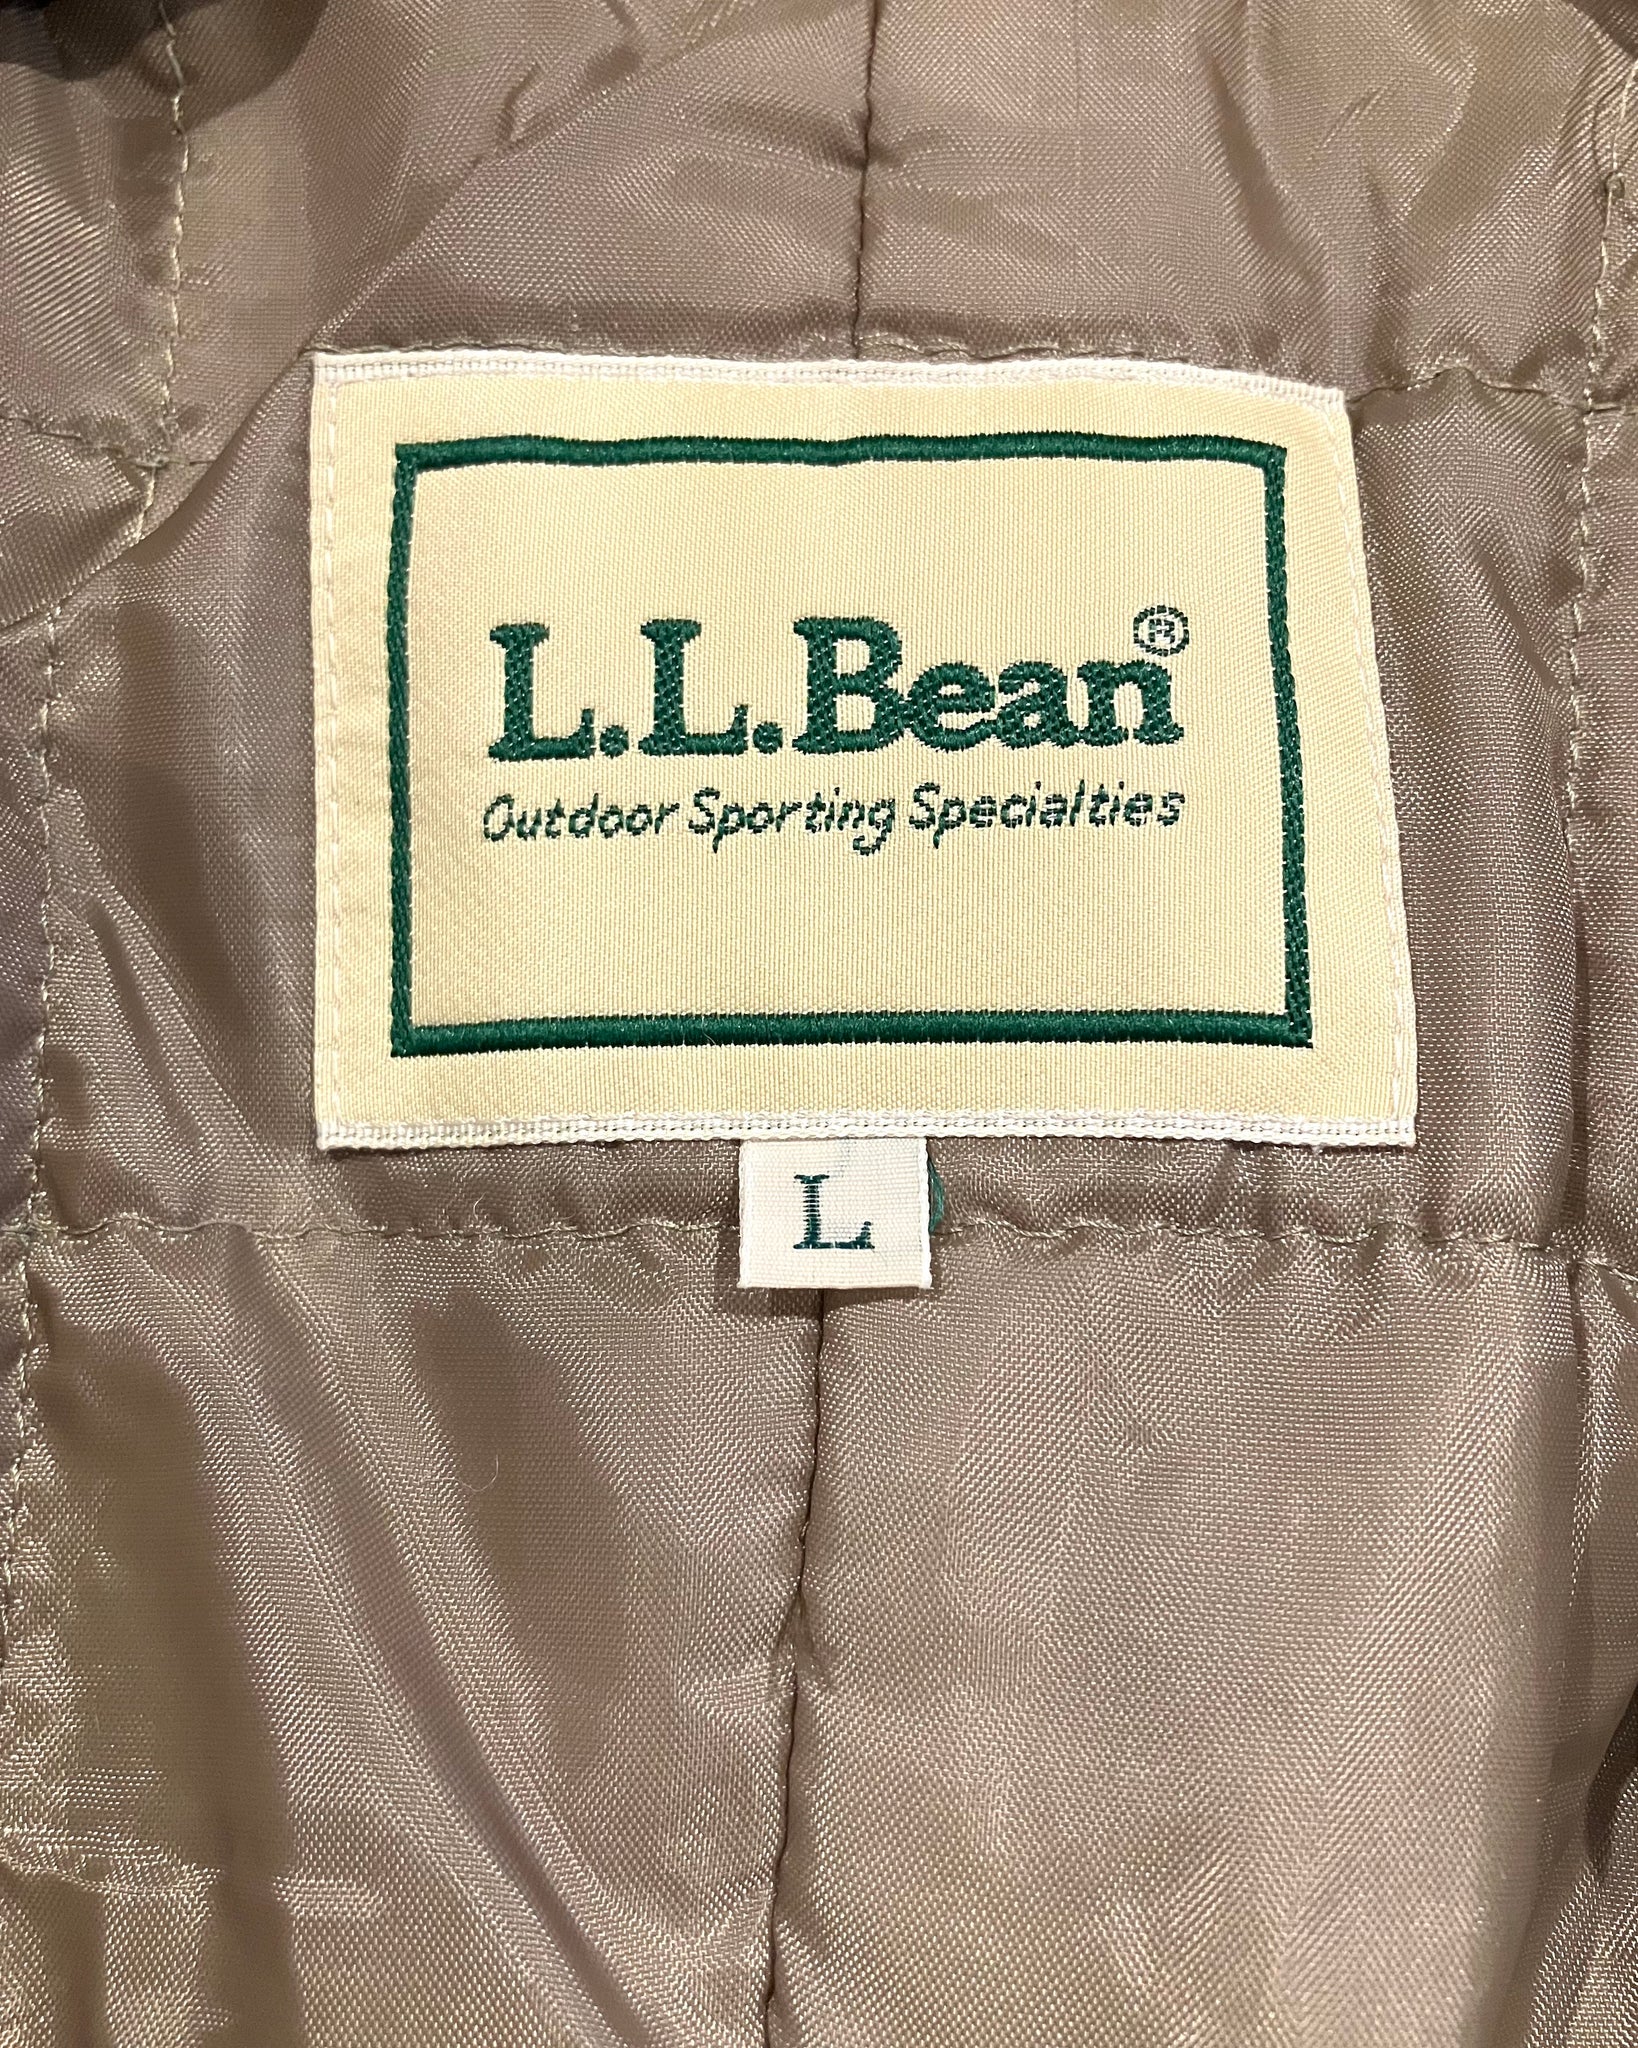 L.L.Bean®
Outdoor Sporting Specialties
L